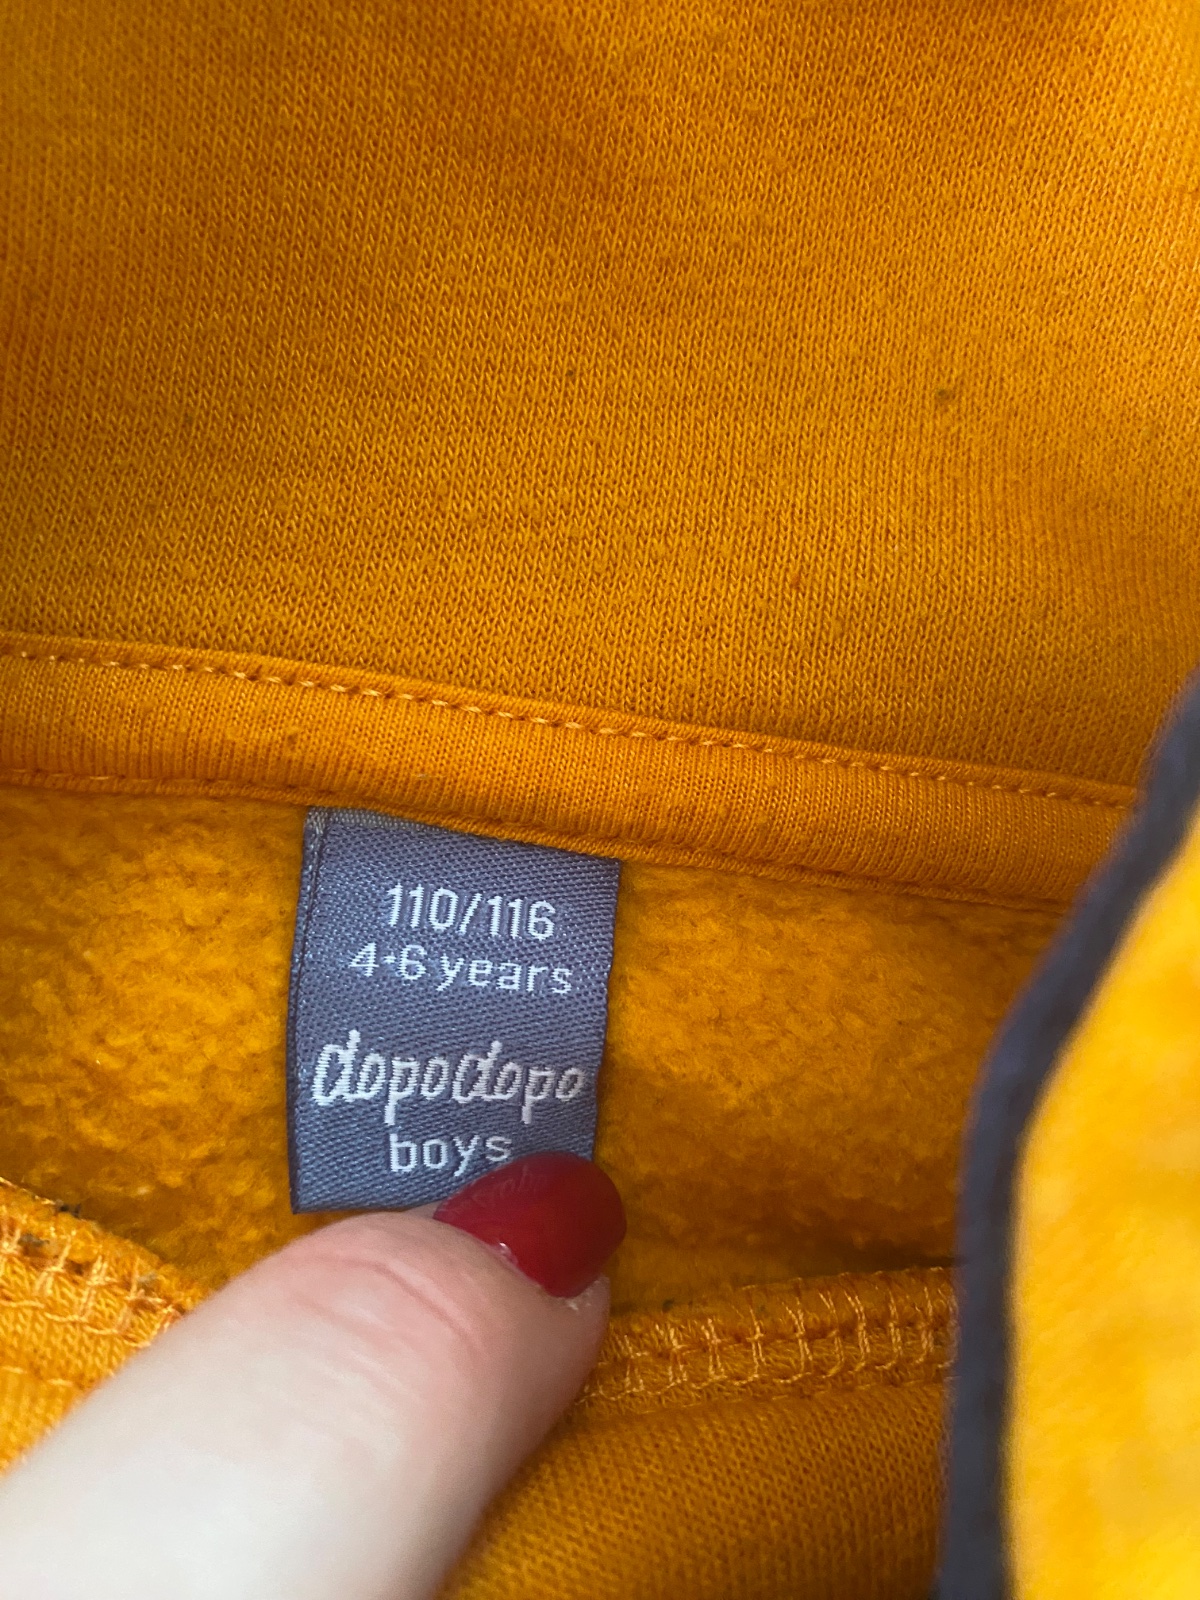 110/116
4-6 years
dopodopo
boys